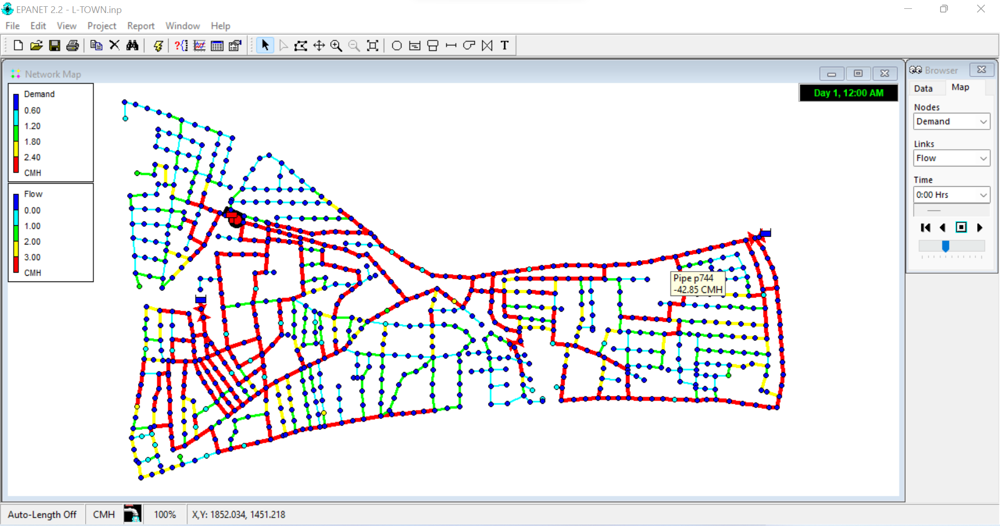 EPANET 2.2 - L-TOWN.inp
File Edit View Project Report Window Help
T
Network Map
Demand
0.60
1.20
1.80
2.40
CMH
Flow
0.00
1.00
2.00
3.00
CMH
Day 1, 12:00 AM
Pipe p744
-42.85 CMH
Browser
Data Map
Nodes
Demand
Links
Flow
Time
0:00 Hrs
Auto-Length Off CMH 100% X,Y: 1852.034, 1451.218